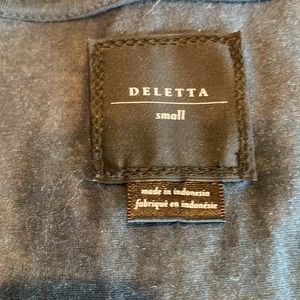 DELETTA
small
made in indonesia
fabriqué en indonésie